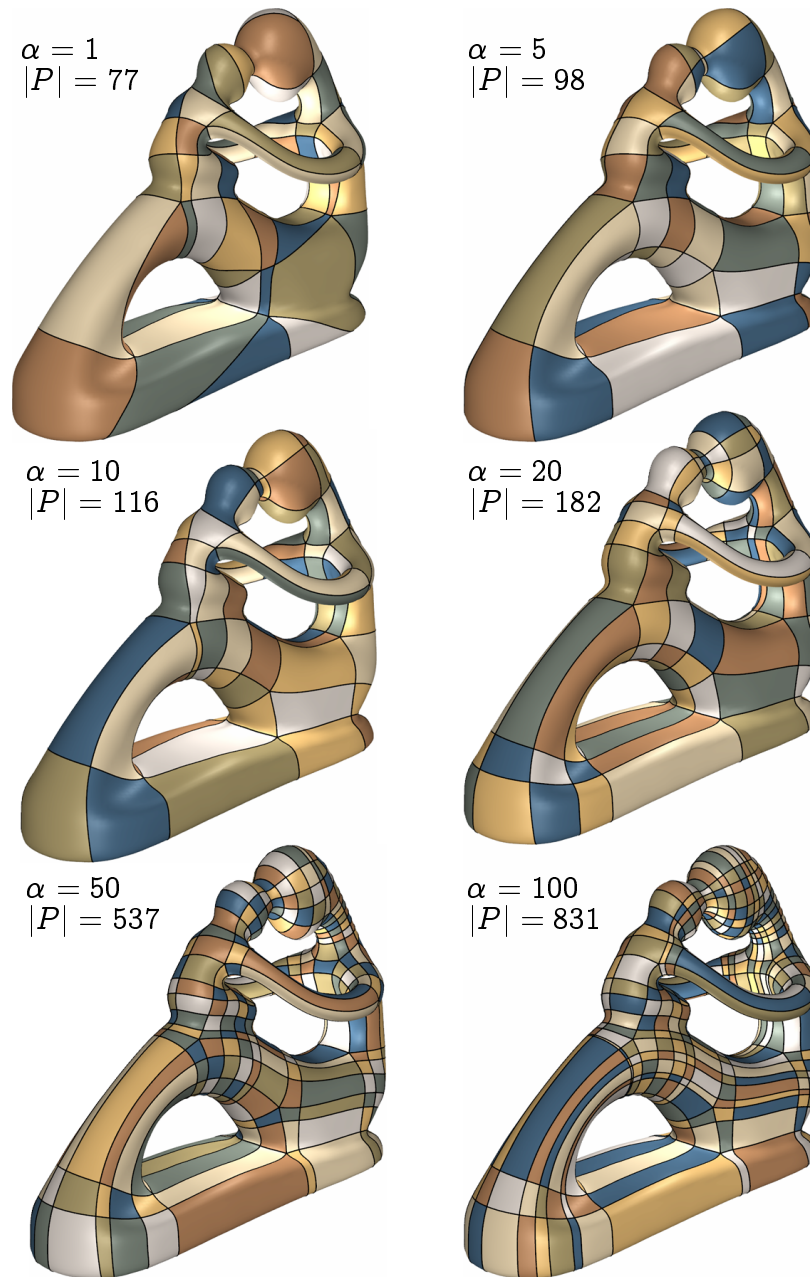 α = 1
|P| = 77
α = 5
|P| = 98
α = 10
|P| = 116
α = 20
|P| = 182
α = 50
|P| = 537
α = 100
|P| = 831